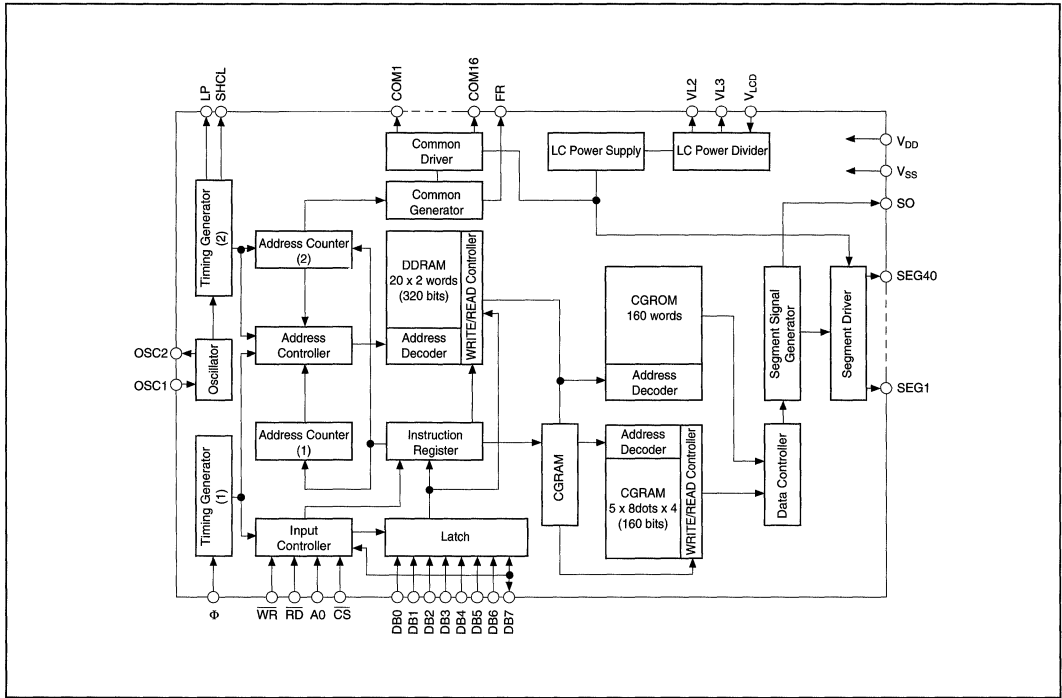 LP
SHCL
COM1
COM16
FR
VL2
VL3
VLCD
Common
Driver
LC Power Supply
LC Power Divider
VDD
VSS
SO
Timing Generator
(2)
Common
Generator
Address Counter
(2)
DDRAM
20 x 2 words
(320 bits)
WRITE/READ Controller
CGROM
160 words
Segment Signal
Generator
Segment Driver
SEG40
SEG1
OSC2
OSC1
Oscillator
Address
Controller
Address
Decoder
Address
Decoder
Timing Generator
(1)
Address Counter
(1)
Instruction
Register
CGRAM
Address
Decoder
CGRAM
5 x 8dots x 4
(160 bits)
WRITE/READ Controller
Data Controller
Input
Controller
Latch
Φ
W̅R̅
R̅D̅
A0
C̅S̅
DB0
DB1
DB2
DB3
DB4
DB5
DB6
DB7